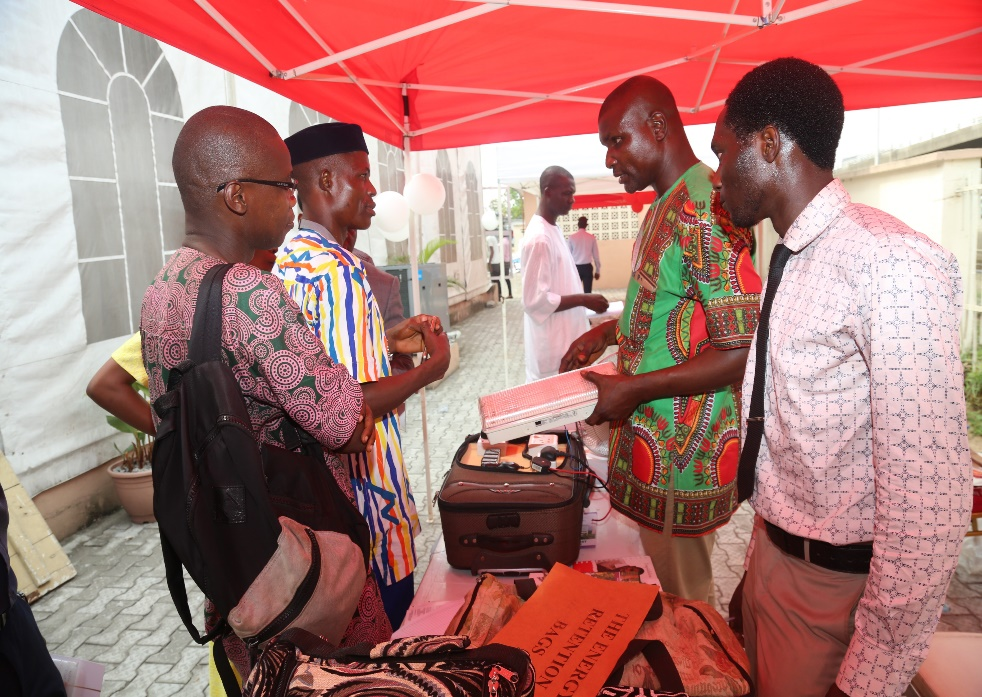 THE ENERGY
RETENTION
BAGS